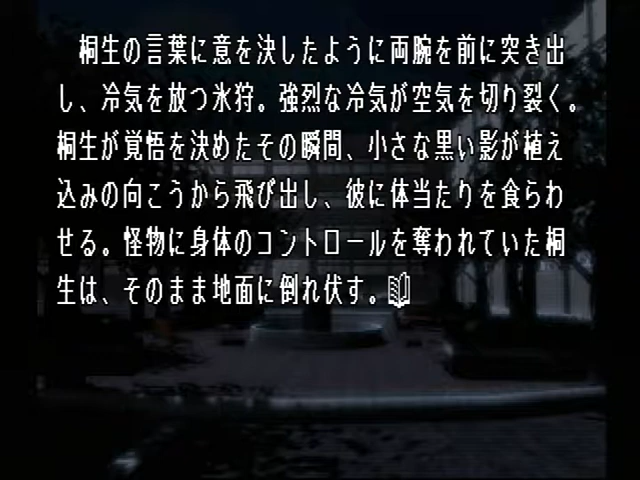 桐生の言葉に意を決したように両腕を前に突き出
し、冷気を放つ氷狩。強烈な冷気が空気を切り裂く。
桐生が覚悟を決めたその瞬間、小さな黒い影が植え
込みの向こうから飛び出し、彼に体当たりを食らわ
せる。怪物に身体のコントロールを奪われていた桐
生は、そのまま地面に倒れ伏す。